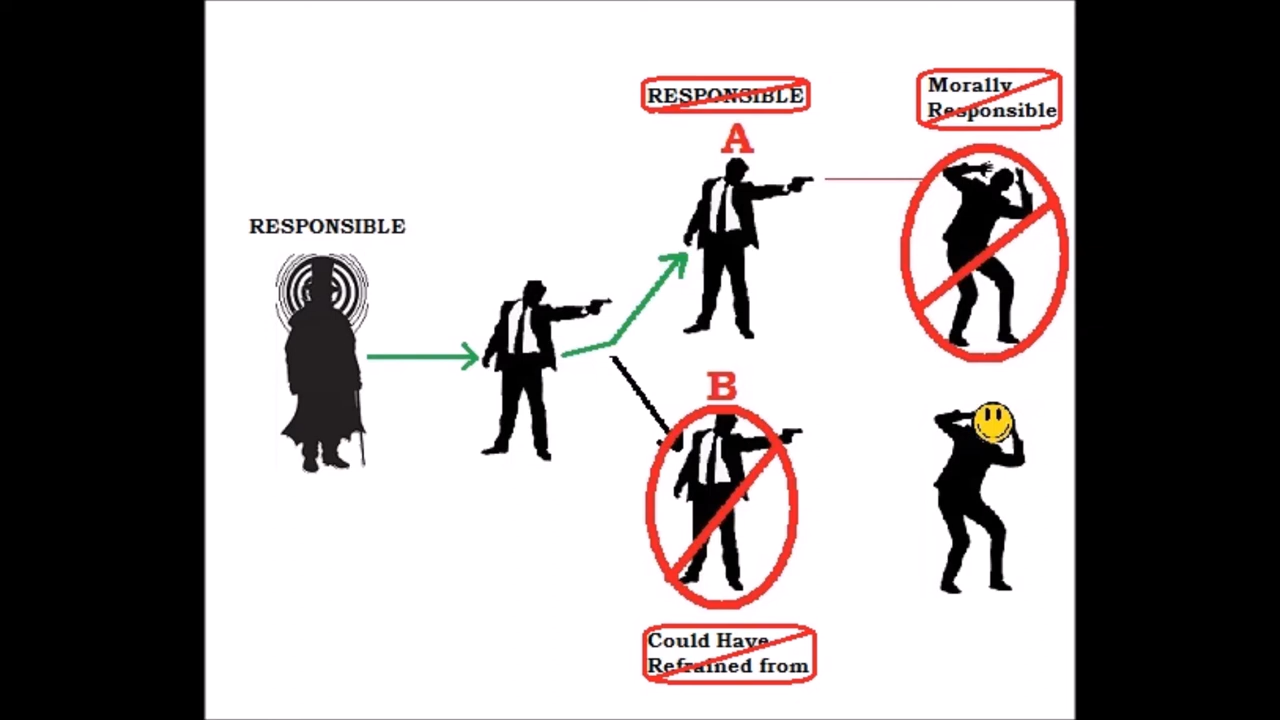 RESPONSIBLE
RESPONSIBLE
A
Morally
Responsible
B
Could Have
Refrained from